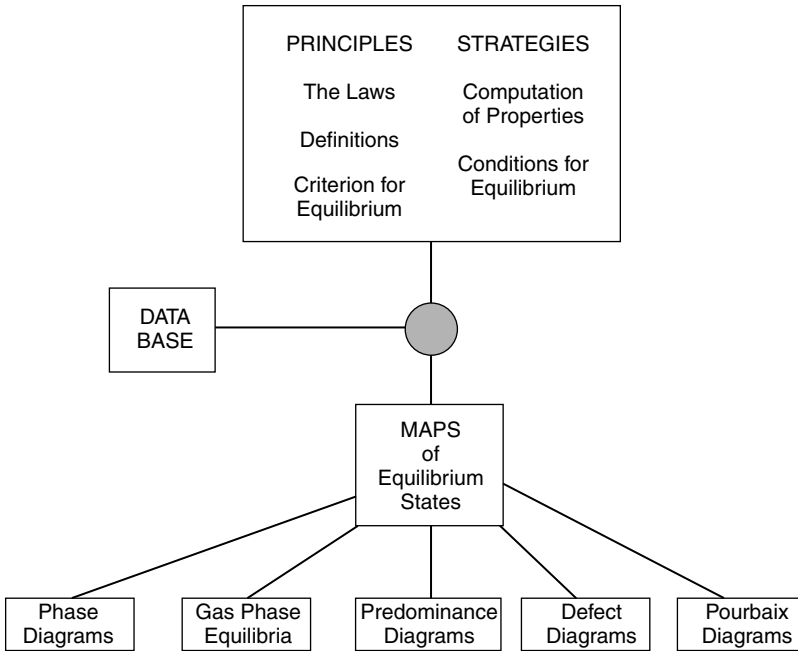 PRINCIPLES
The Laws
Definitions
Criterion for
Equilibrium
STRATEGIES
Computation
of Properties
Conditions for
Equilibrium
DATA
BASE
MAPS
of
Equilibrium
States
Phase
Diagrams
Gas Phase
Equilibria
Predominance
Diagrams
Defect
Diagrams
Pourbaix
Diagrams